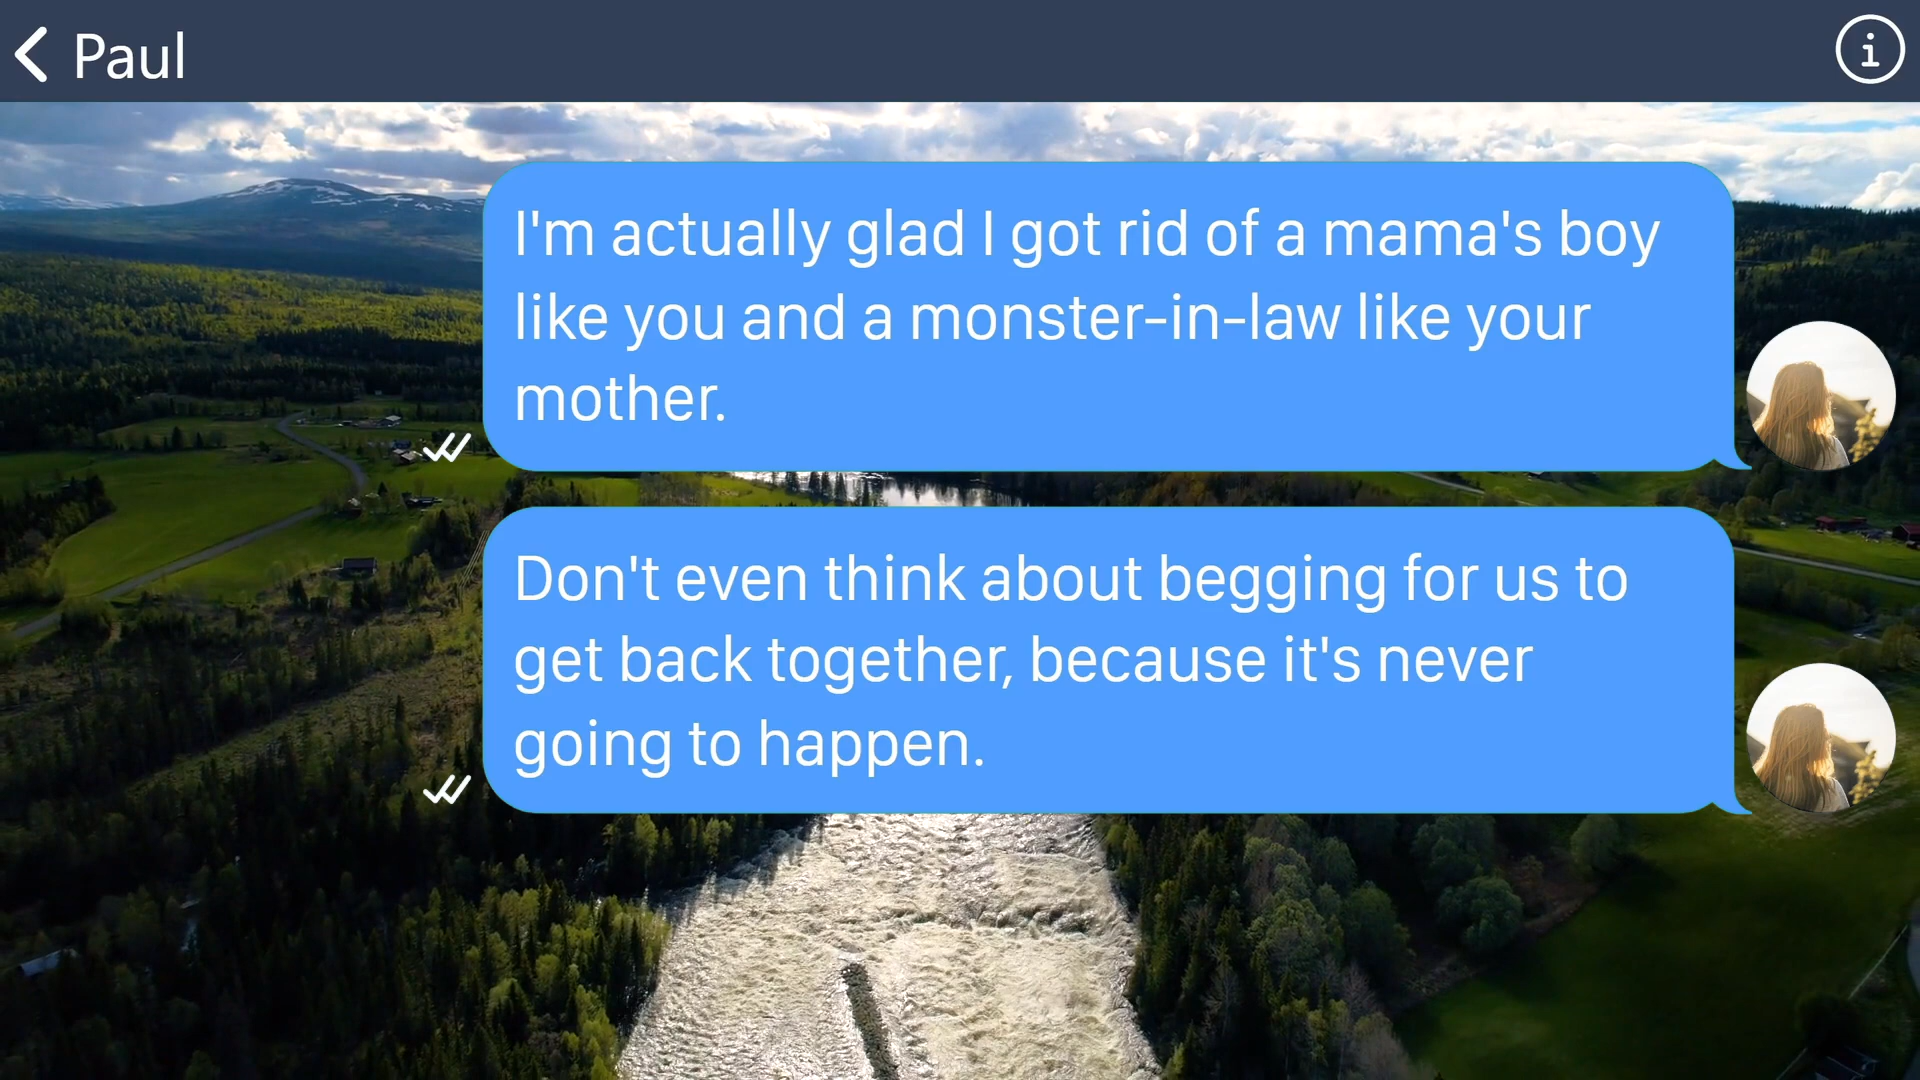 Paul
I'm actually glad I got rid of a mama's boy
like you and a monster-in-law like your
mother.
Don't even think about begging for us to
get back together, because it's never
going to happen.